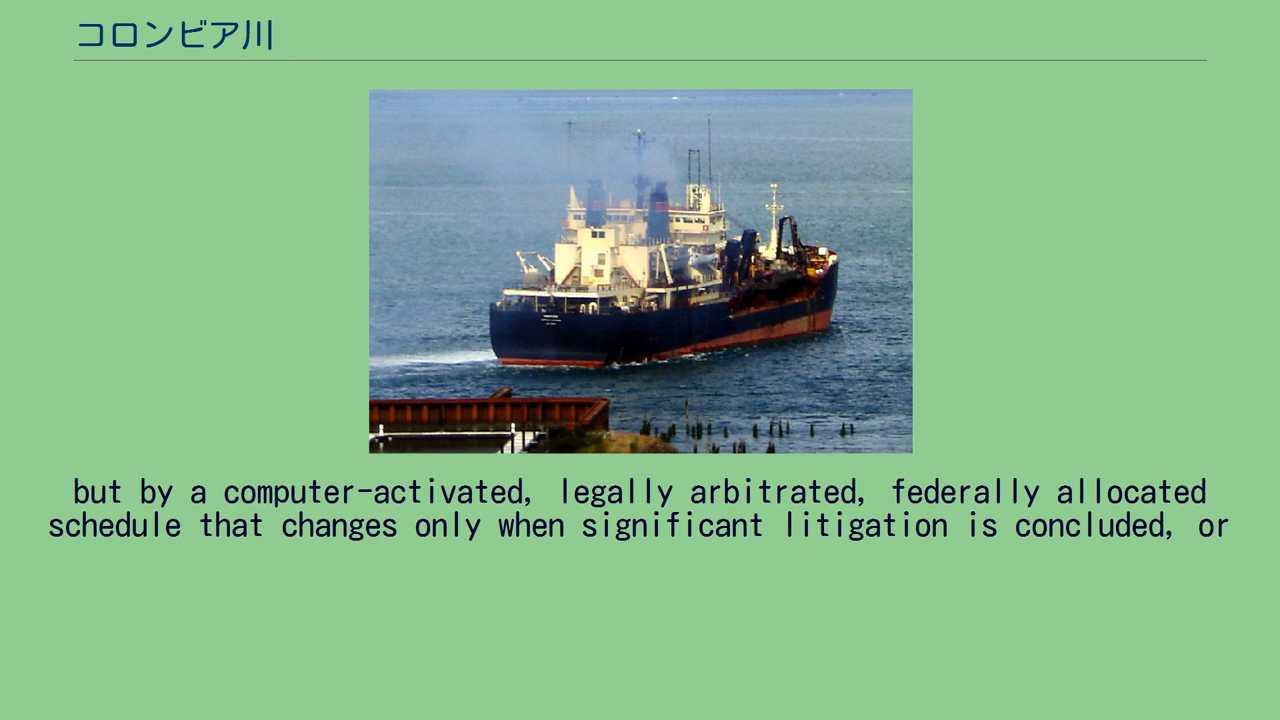 コロンビア川
but by a computer-activated, legally arbitrated, federally allocated
schedule that changes only when significant litigation is concluded, or